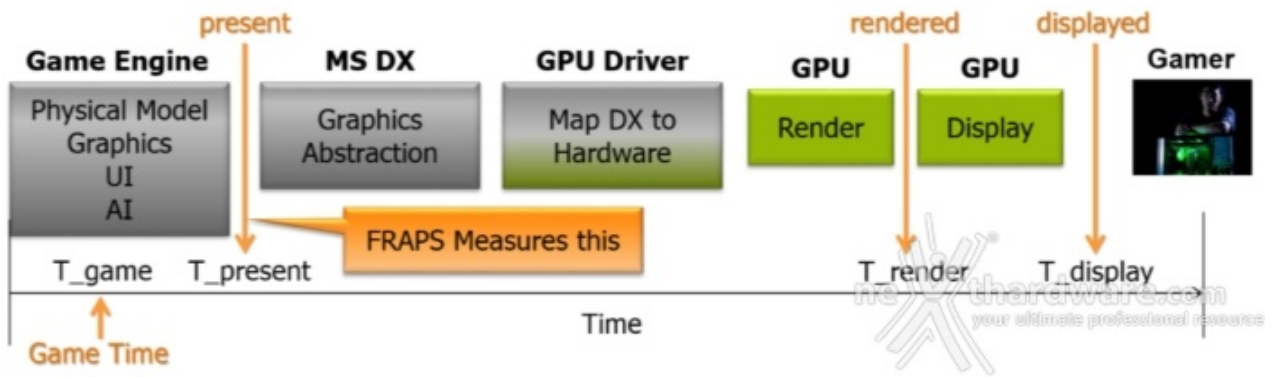 present
rendered
displayed
Game Engine
MS DX
GPU Driver
GPU
GPU
Gamer
Physical Model
Graphics
UI
AI
Graphics
Abstraction
Map DX to
Hardware
Render
Display
FRAPS Measures this
T_game
T_present
T_render
T_display
nexthardware.com
your ultimate professional resource
Time
Game Time